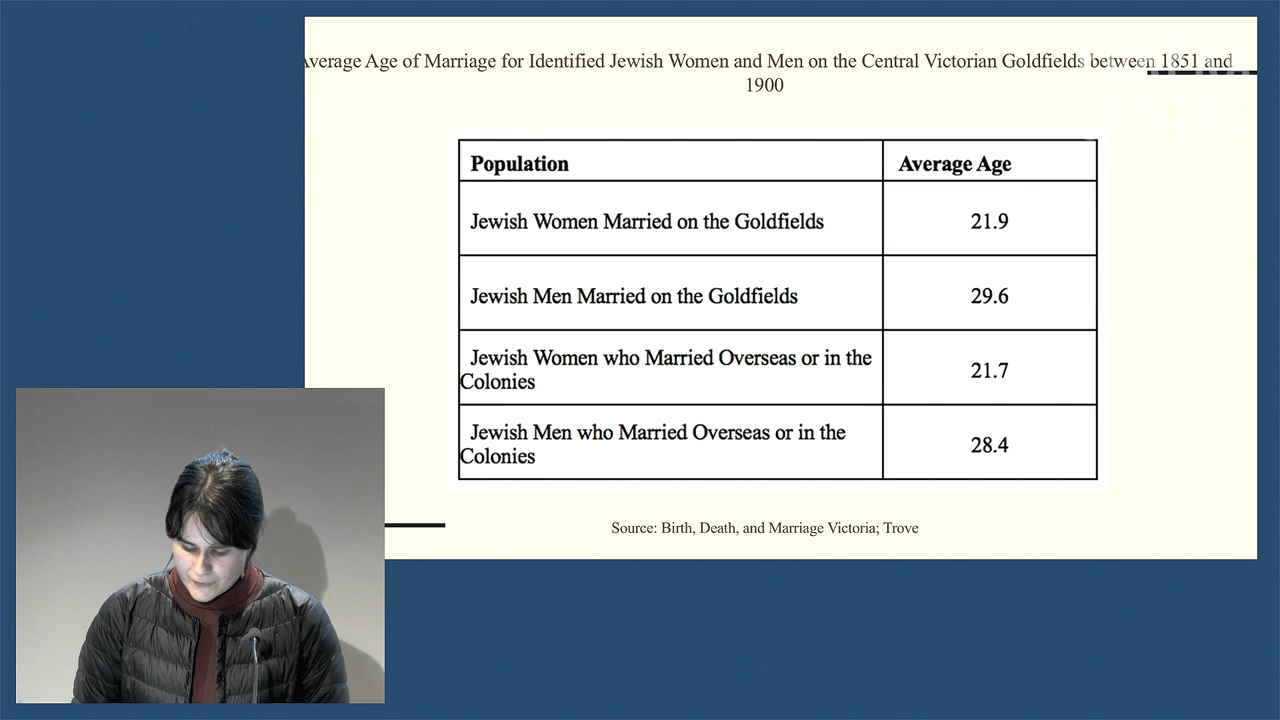 Average Age of Marriage for Identified Jewish Women and Men on the Central Victorian Goldfields between 1851 and
1900
EUREKA
CENTRE
Population
Average Age
Jewish Women Married on the Goldfields
21.9
Jewish Men Married on the Goldfields
29.6
Jewish Women who Married Overseas or in the
Colonies
21.7
Jewish Men who Married Overseas or in the
Colonies
28.4
Source: Birth, Death, and Marriage Victoria; Trove